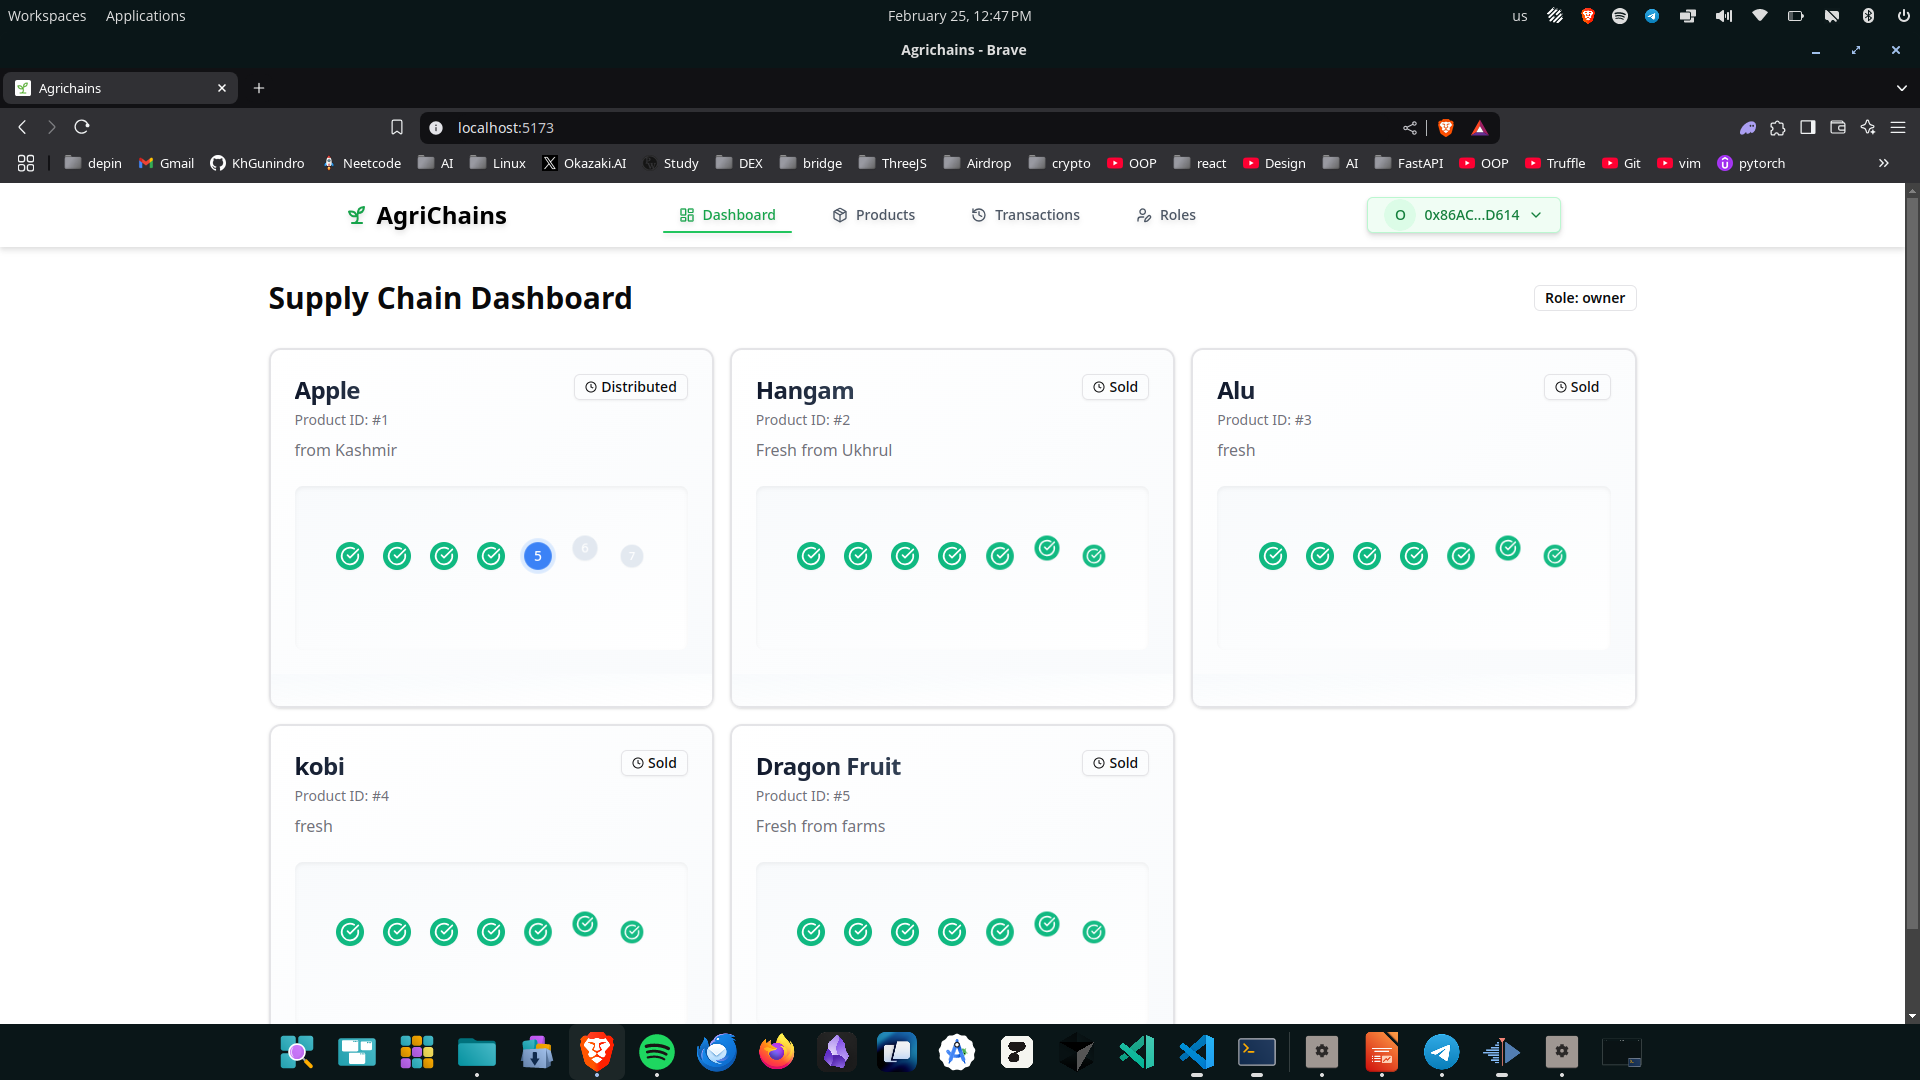 Workspaces Applications February 25, 12:47 PM us
Agrichains - Brave
Agrichains
localhost:5173
depin Gmail KhGunindro Neetcode AI Linux Okazaki.AI Study DEX bridge ThreeJS Airdrop crypto OOP react Design AI FastAPI OOP Truffle Git vim pytorch
AgriChains Dashboard Products Transactions Roles O 0x86AC...D614
Supply Chain Dashboard Role: owner
Apple Distributed
Product ID: #1
from Kashmir
5 6 7
Hangam Sold
Product ID: #2
Fresh from Ukhrul
Alu Sold
Product ID: #3
fresh
kobi Sold
Product ID: #4
fresh
Dragon Fruit Sold
Product ID: #5
Fresh from farms